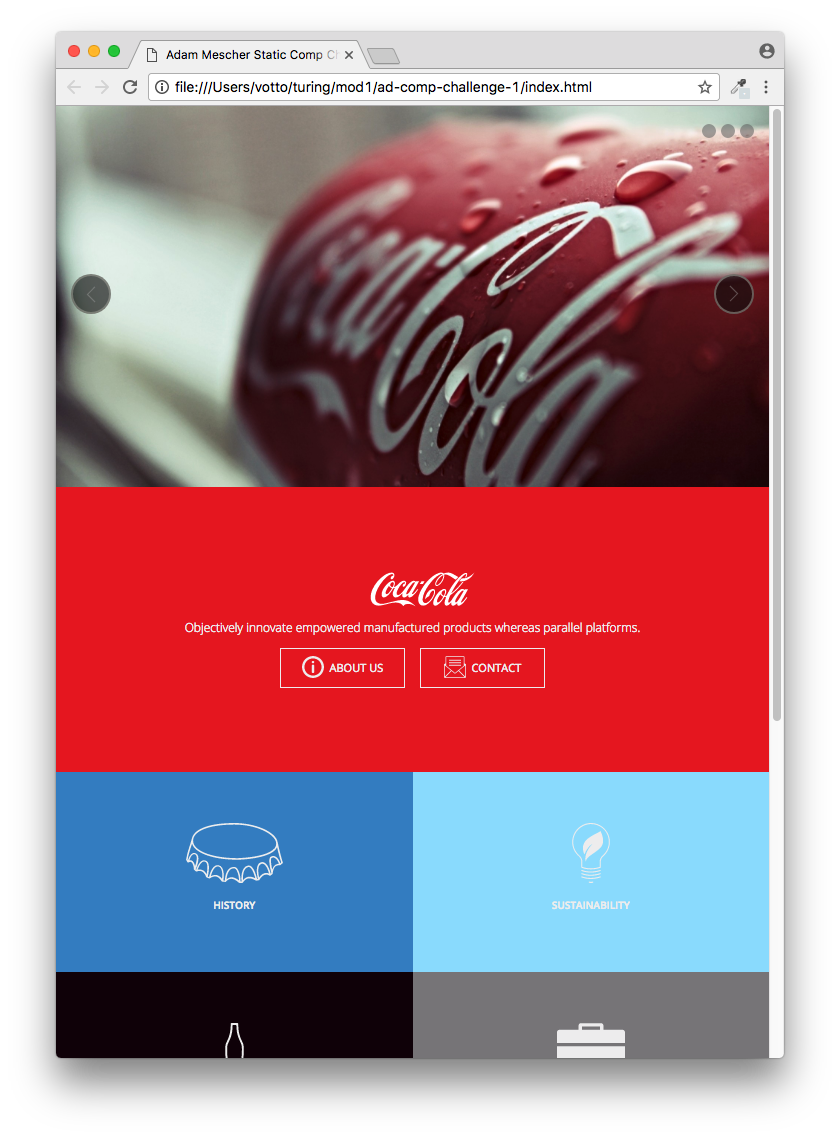 Adam Mescher Static Comp
file:///Users/votto/turing/mod1/ad-comp-challenge-1/index.html
Coca-Cola
Coca-Cola
Objectively innovate empowered manufactured products whereas parallel platforms.
ABOUT US
CONTACT
HISTORY
SUSTAINABILITY